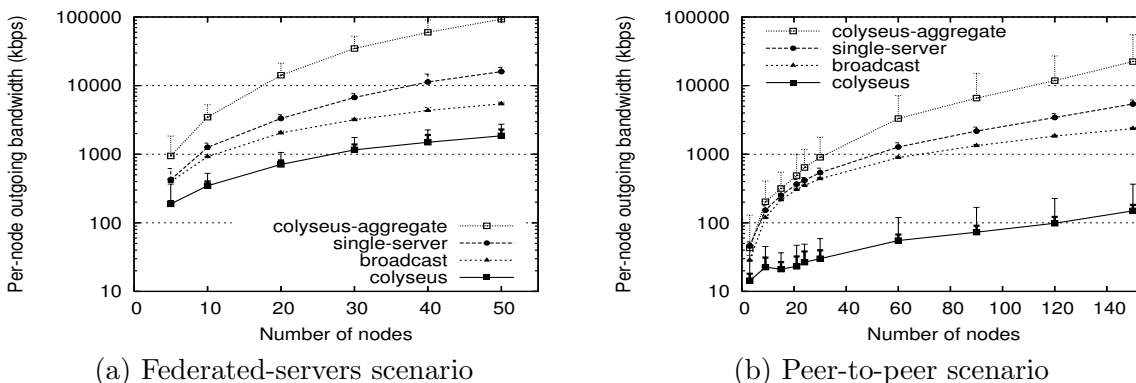 Per-node outgoing bandwidth (kbps)
100000
10000
1000
100
10
0
10
20
30
40
50
Number of nodes
colyseus-aggregate
single-server
broadcast
colyseus
(a) Federated-servers scenario
Per-node outgoing bandwidth (kbps)
100000
10000
1000
100
10
0
20
40
60
80
100
120
140
Number of nodes
colyseus-aggregate
single-server
broadcast
colyseus
(b) Peer-to-peer scenario